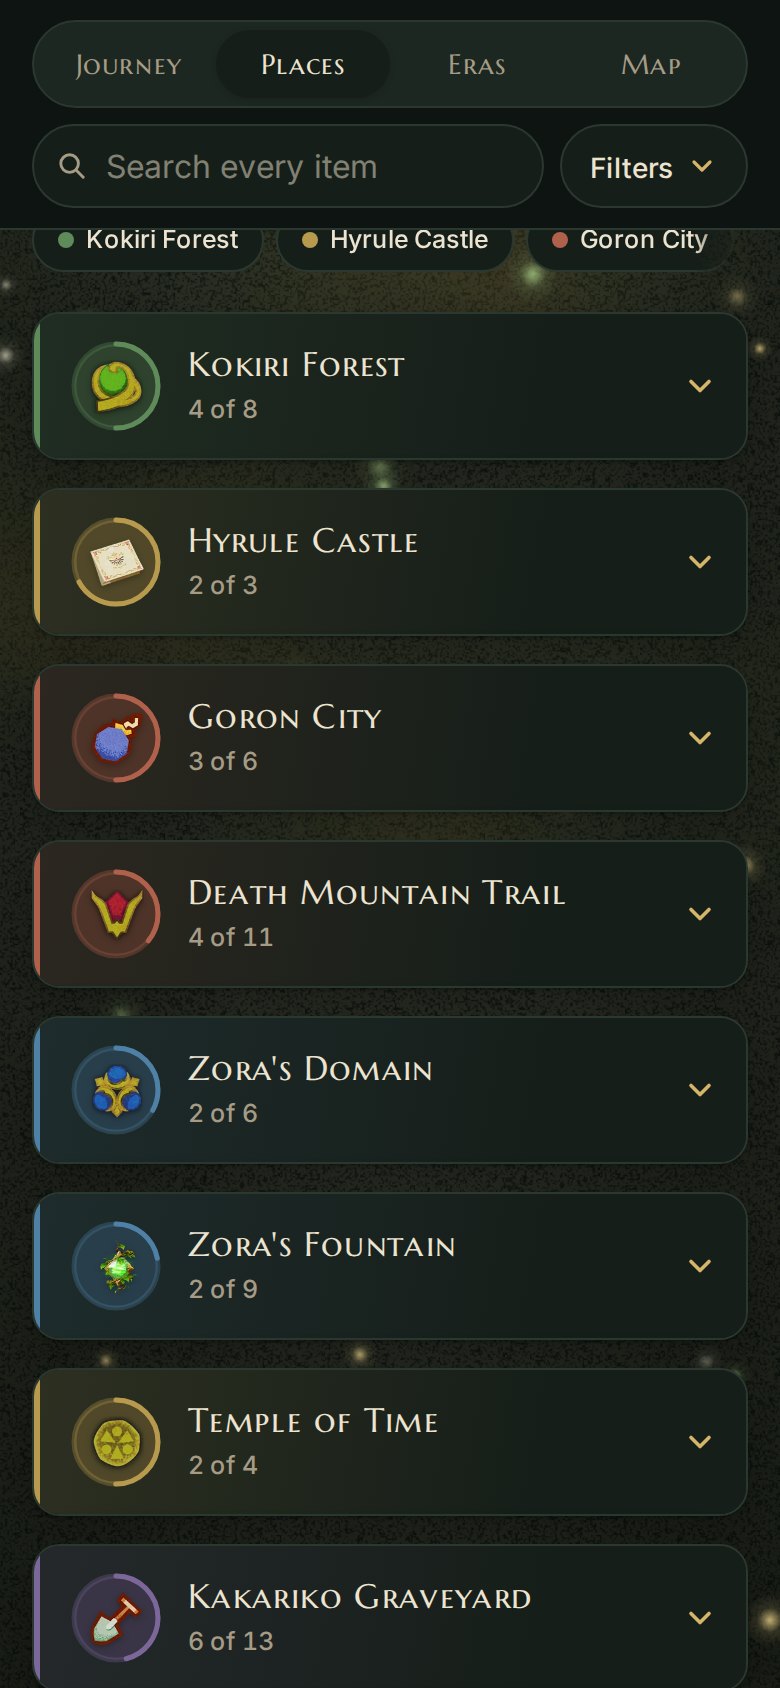 Journey Places Eras Map
Search every item Filters
Kokiri Forest Hyrule Castle Goron City
Kokiri Forest
4 of 8
Hyrule Castle
2 of 3
Goron City
3 of 6
Death Mountain Trail
4 of 11
Zora's Domain
2 of 6
Zora's Fountain
2 of 9
Temple of Time
2 of 4
Kakariko Graveyard
6 of 13